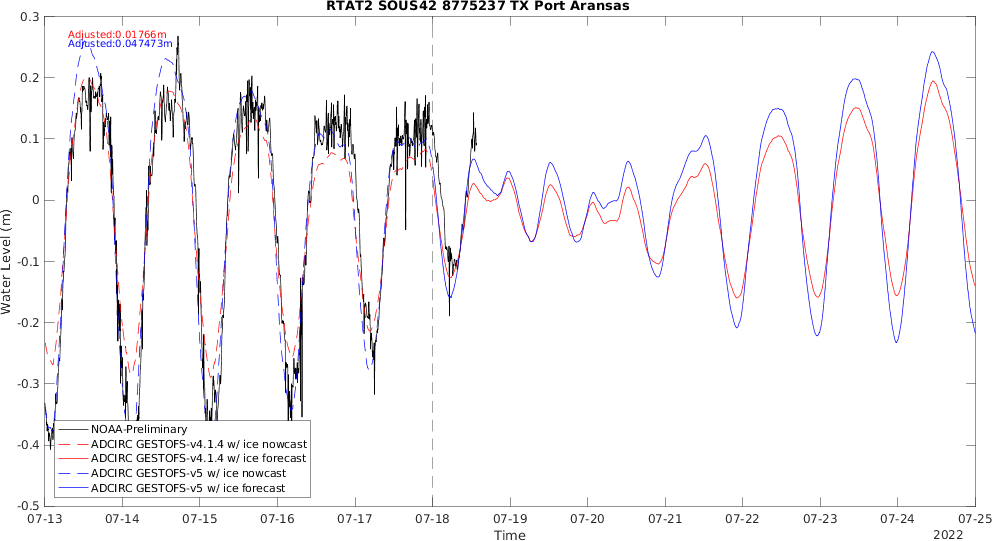 RTAT2 SOUS42 8775237 TX Port Aransas
Adjusted:0.01766m
Adjusted:0.047473m
Water Level (m)
0.3
0.2
0.1
0
-0.1
-0.2
-0.3
-0.4
-0.5
NOAA-Preliminary
ADCIRC GESTOFS-v4.1.4 w/ ice nowcast
ADCIRC GESTOFS-v4.1.4 w/ ice forecast
ADCIRC GESTOFS-v5 w/ ice nowcast
ADCIRC GESTOFS-v5 w/ ice forecast
07-13 07-14 07-15 07-16 07-17 07-18 07-19 07-20 07-21 07-22 07-23 07-24 07-25
Time
2022